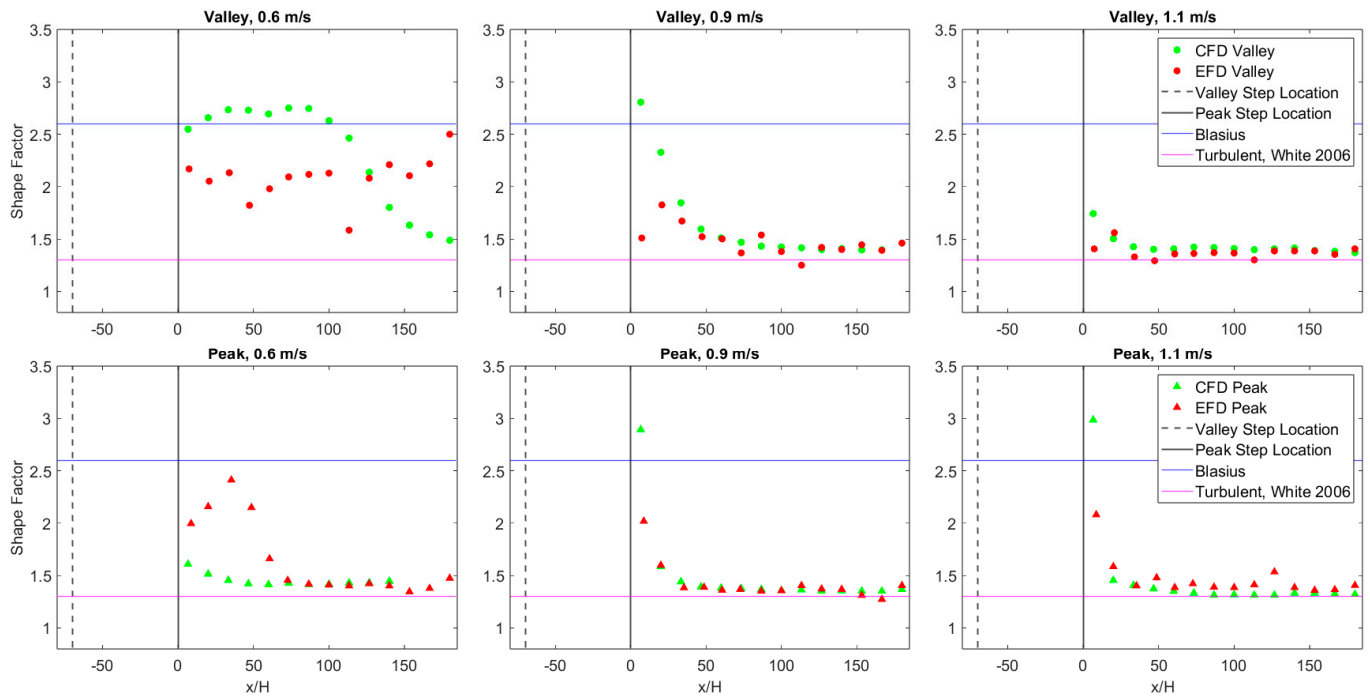 Valley, 0.6 m/s
3.5
3
2.5
2
1.5
1
Shape Factor
-50
0
50
100
150
Valley, 0.9 m/s
3.5
3
2.5
2
1.5
1
-50
0
50
100
150
Valley, 1.1 m/s
3.5
3
2.5
2
1.5
1
-50
0
50
100
150
CFD Valley
EFD Valley
Valley Step Location
Peak Step Location
Blasius
Turbulent, White 2006
Peak, 0.6 m/s
3.5
3
2.5
2
1.5
1
Shape Factor
-50
0
50
100
150
x/H
Peak, 0.9 m/s
3.5
3
2.5
2
1.5
1
-50
0
50
100
150
x/H
Peak, 1.1 m/s
3.5
3
2.5
2
1.5
1
-50
0
50
100
150
x/H
CFD Peak
EFD Peak
Valley Step Location
Peak Step Location
Blasius
Turbulent, White 2006